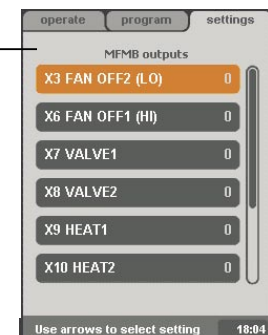 operate program settings
MFMB outputs
X3 FAN OFF2 (LO) 0
X6 FAN OFF1 (HI) 0
X7 VALVE1 0
X8 VALVE2 0
X9 HEAT1 0
X10 HEAT2 0
Use arrows to select setting 18:04